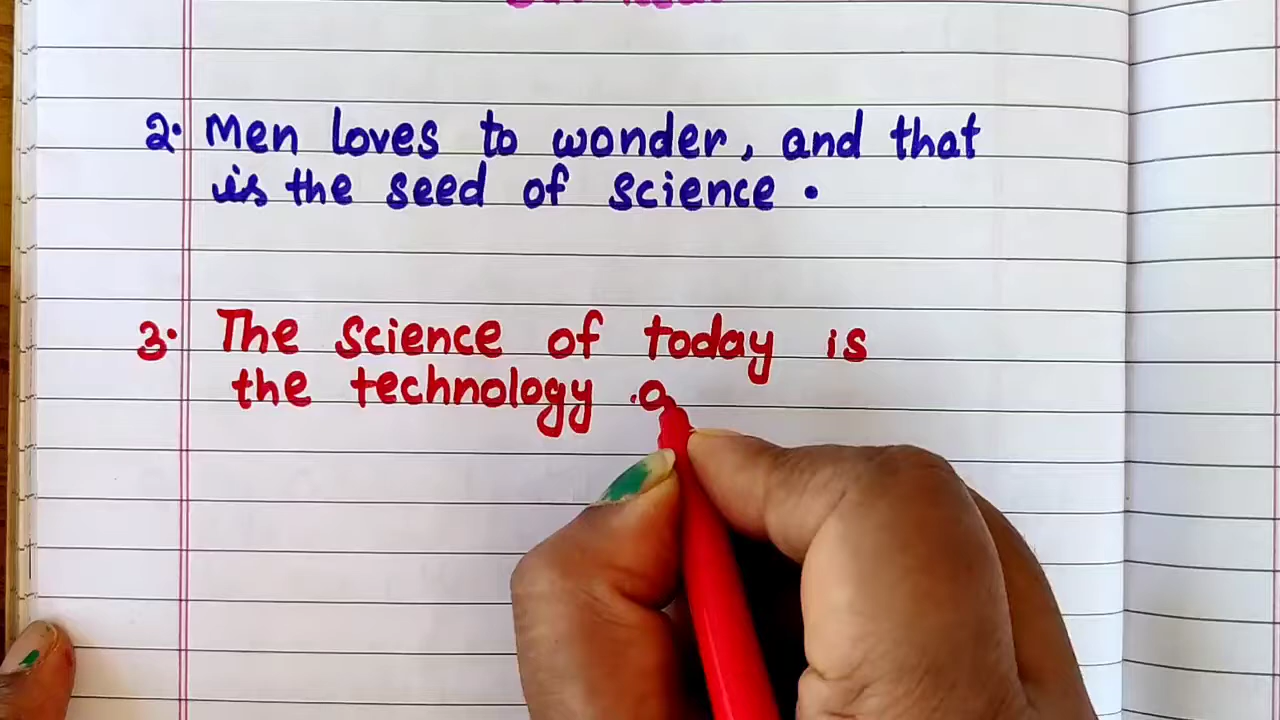 2. Men loves to wonder, and that
is the seed of science.
3. The Science of today is
the technology o